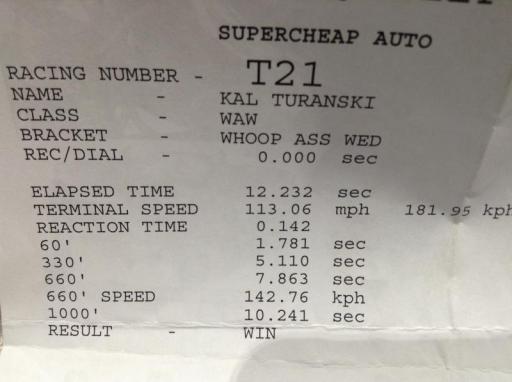 SUPERCHEAP AUTO
RACING NUMBER - T21
NAME - KAL TURANSKI
CLASS - WAW
BRACKET - WHOOP ASS WED
REC/DIAL - 0.000 sec
ELAPSED TIME 12.232 sec
TERMINAL SPEED 113.06 mph 181.95 kph
REACTION TIME 0.142
60' 1.781 sec
330' 5.110 sec
660' 7.863 sec
660' SPEED 142.76 kph
1000' 10.241 sec
RESULT - WIN